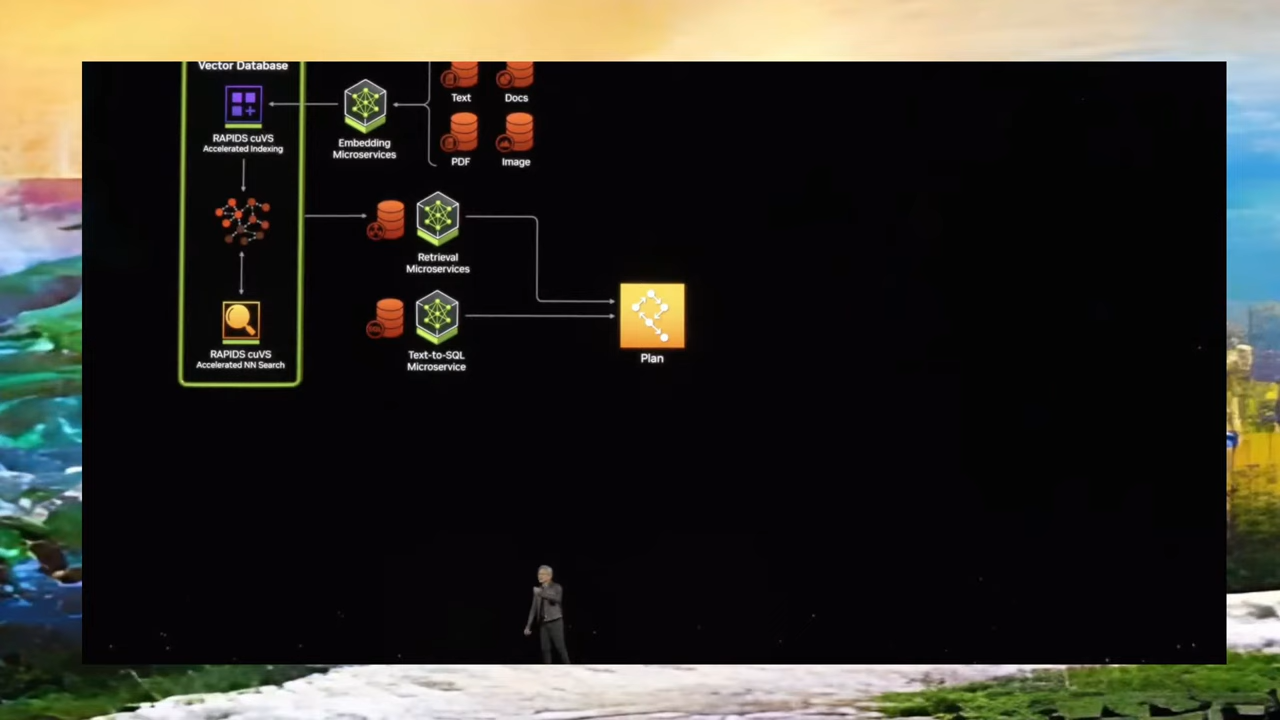 Vector Database
RAPIDS cuVS
Accelerated Indexing
Embedding
Microservices
Text
Docs
PDF
Image
Retrieval
Microservices
Text-to-SQL
Microservice
RAPIDS cuVS
Accelerated NN Search
Plan